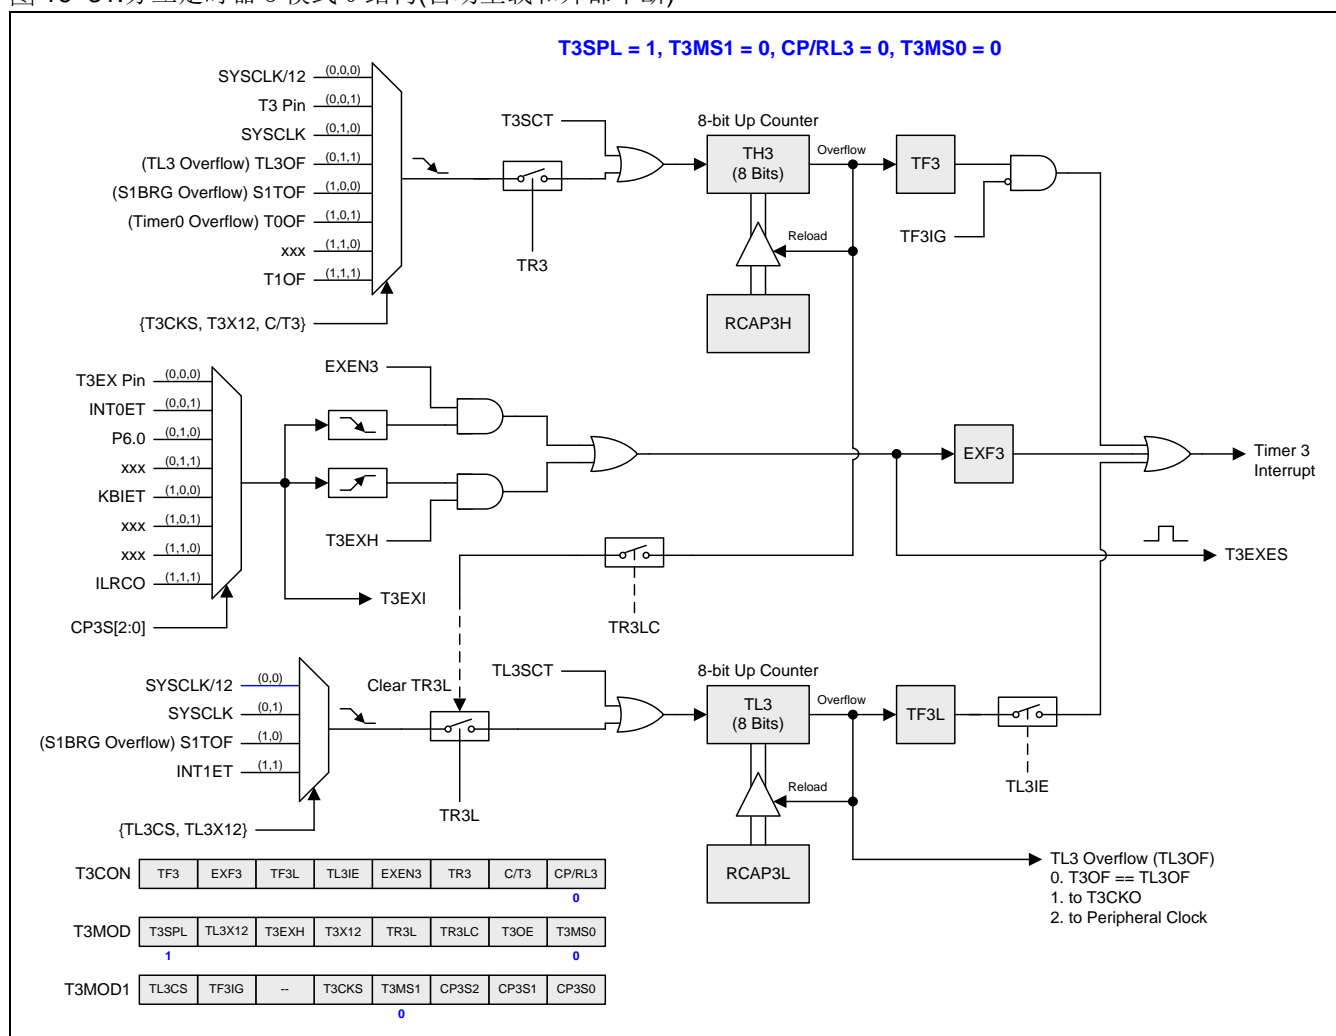 T3SPL = 1, T3MS1 = 0, CP/RL3 = 0, T3MS0 = 0
SYSCLK/12 (0,0,0)
T3 Pin (0,0,1)
SYSCLK (0,1,0)
(TL3 Overflow) TL3OF (0,1,1)
(S1BRG Overflow) S1TOF (1,0,0)
(Timer0 Overflow) T0OF (1,0,1)
xxx (1,1,0)
T1OF (1,1,1)
{T3CKS, T3X12, C/T3}
TR3
T3SCT
8-bit Up Counter
TH3
(8 Bits)
Overflow
Reload
RCAP3H
TF3
TF3IG
T3EX Pin (0,0,0)
INT0ET (0,0,1)
P6.0 (0,1,0)
xxx (0,1,1)
KBIET (1,0,0)
xxx (1,0,1)
xxx (1,1,0)
ILRCO (1,1,1)
CP3S[2:0]
EXEN3
T3EXH
T3EXI
EXF3
Timer 3
Interrupt
T3EXES
TR3LC
SYSCLK/12 (0,0)
SYSCLK (0,1)
(S1BRG Overflow) S1TOF (1,0)
INT1ET (1,1)
{TL3CS, TL3X12}
Clear TR3L
TR3L
TL3SCT
8-bit Up Counter
TL3
(8 Bits)
Overflow
Reload
RCAP3L
TF3L
TL3IE
TL3 Overflow (TL3OF)
0. T3OF == TL3OF
1. to T3CKO
2. to Peripheral Clock
T3CON TF3 EXF3 TF3L TL3IE EXEN3 TR3 C/T3 CP/RL3
0
T3MOD T3SPL TL3X12 T3EXH T3X12 TR3L TR3LC T3OE T3MS0
1 0
T3MOD1 TL3CS TF3IG -- T3CKS T3MS1 CP3S2 CP3S1 CP3S0
0